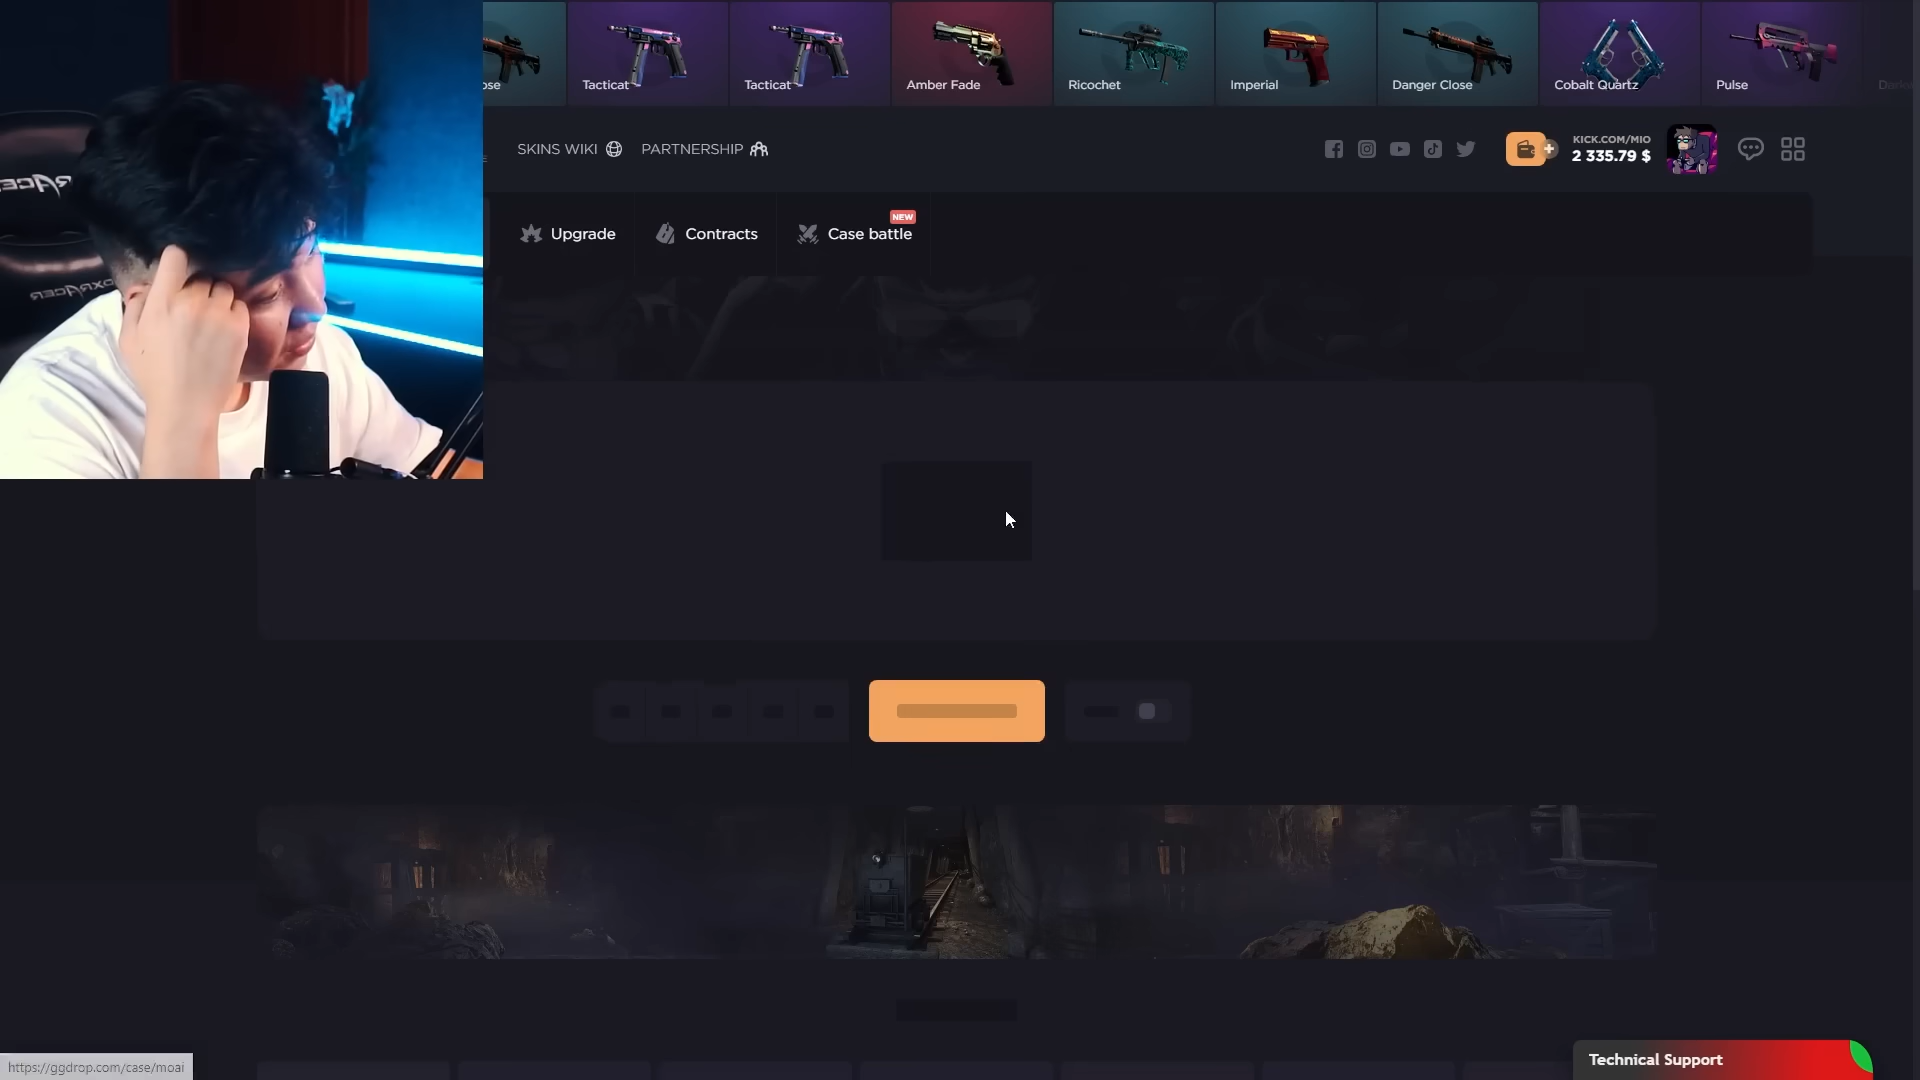 Tacticat
Tacticat
Amber Fade
Ricochet
Imperial
Danger Close
Cobalt Quartz
Pulse
SKINS WIKI
PARTNERSHIP
KICK.COM/MIO
2 335.79 $
Upgrade
Contracts
NEW
Case battle
https://ggdrop.com/case/moai
Technical Support